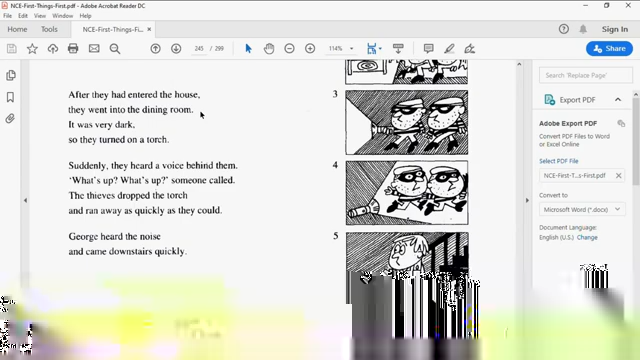 NCE-First-Things-First.pdf - Adobe Acrobat Reader DC
File Edit View Window Help
Home Tools NCE-First-Things-Fi... × Sign In
245 / 299 114% Share
After they had entered the house,
they went into the dining room.
It was very dark,
so they turned on a torch.
Suddenly, they heard a voice behind them.
'What's up? What's up?' someone called.
The thieves dropped the torch
and ran away as quickly as they could.
George heard the noise
and came downstairs quickly.
3
4
5
Search 'Replace Page'
Export PDF
Adobe Export PDF
Convert PDF Files to Word
or Excel Online
Select PDF File
NCE-First-T...s-First.pdf ×
Convert to
Microsoft Word (*.docx)
Document Language:
English (U.S.) Change